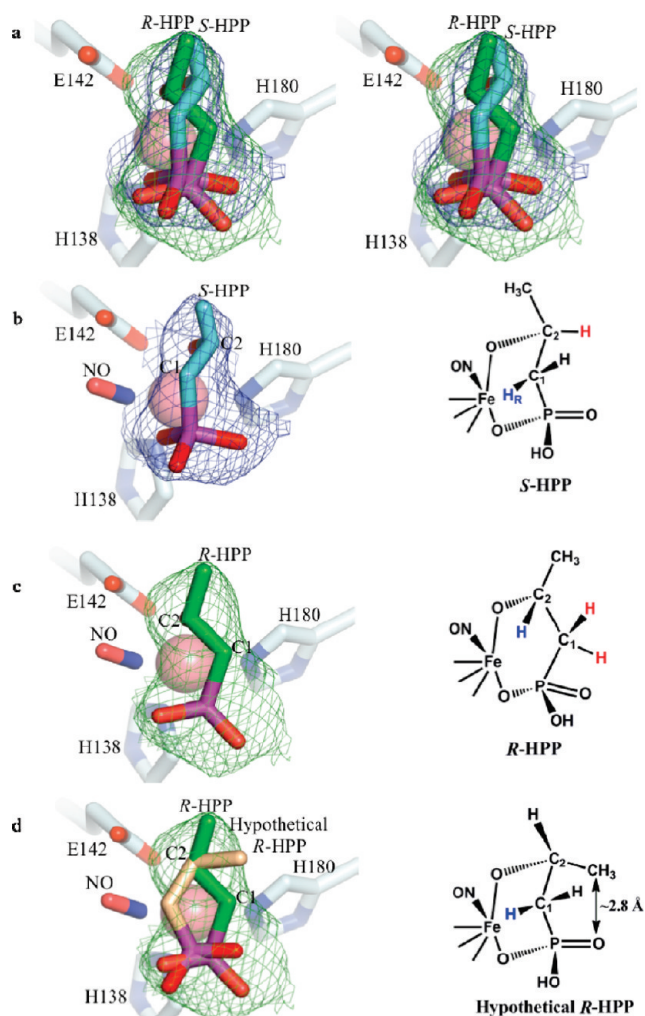 a
R-HPP S-HPP
E142
H180
H138
R-HPP S-HPP
E142
H180
H138
b
S-HPP
E142
C2
C1
NO
H180
H138
H3C
O
C2
H
ON
H
C1
HR
Fe
P
O
O
HO
S-HPP
c
R-HPP
E142
C2
H180
NO
C1
H138
CH3
O
C2
H
H
ON
C1
H
Fe
O
P
O
OH
R-HPP
d
R-HPP
Hypothetical
R-HPP
E142
C2
H180
NO
C1
H138
H
O
C2
CH3
ON
H
H
C1
~2.8 Å
Fe
P
O
O
HO
Hypothetical R-HPP